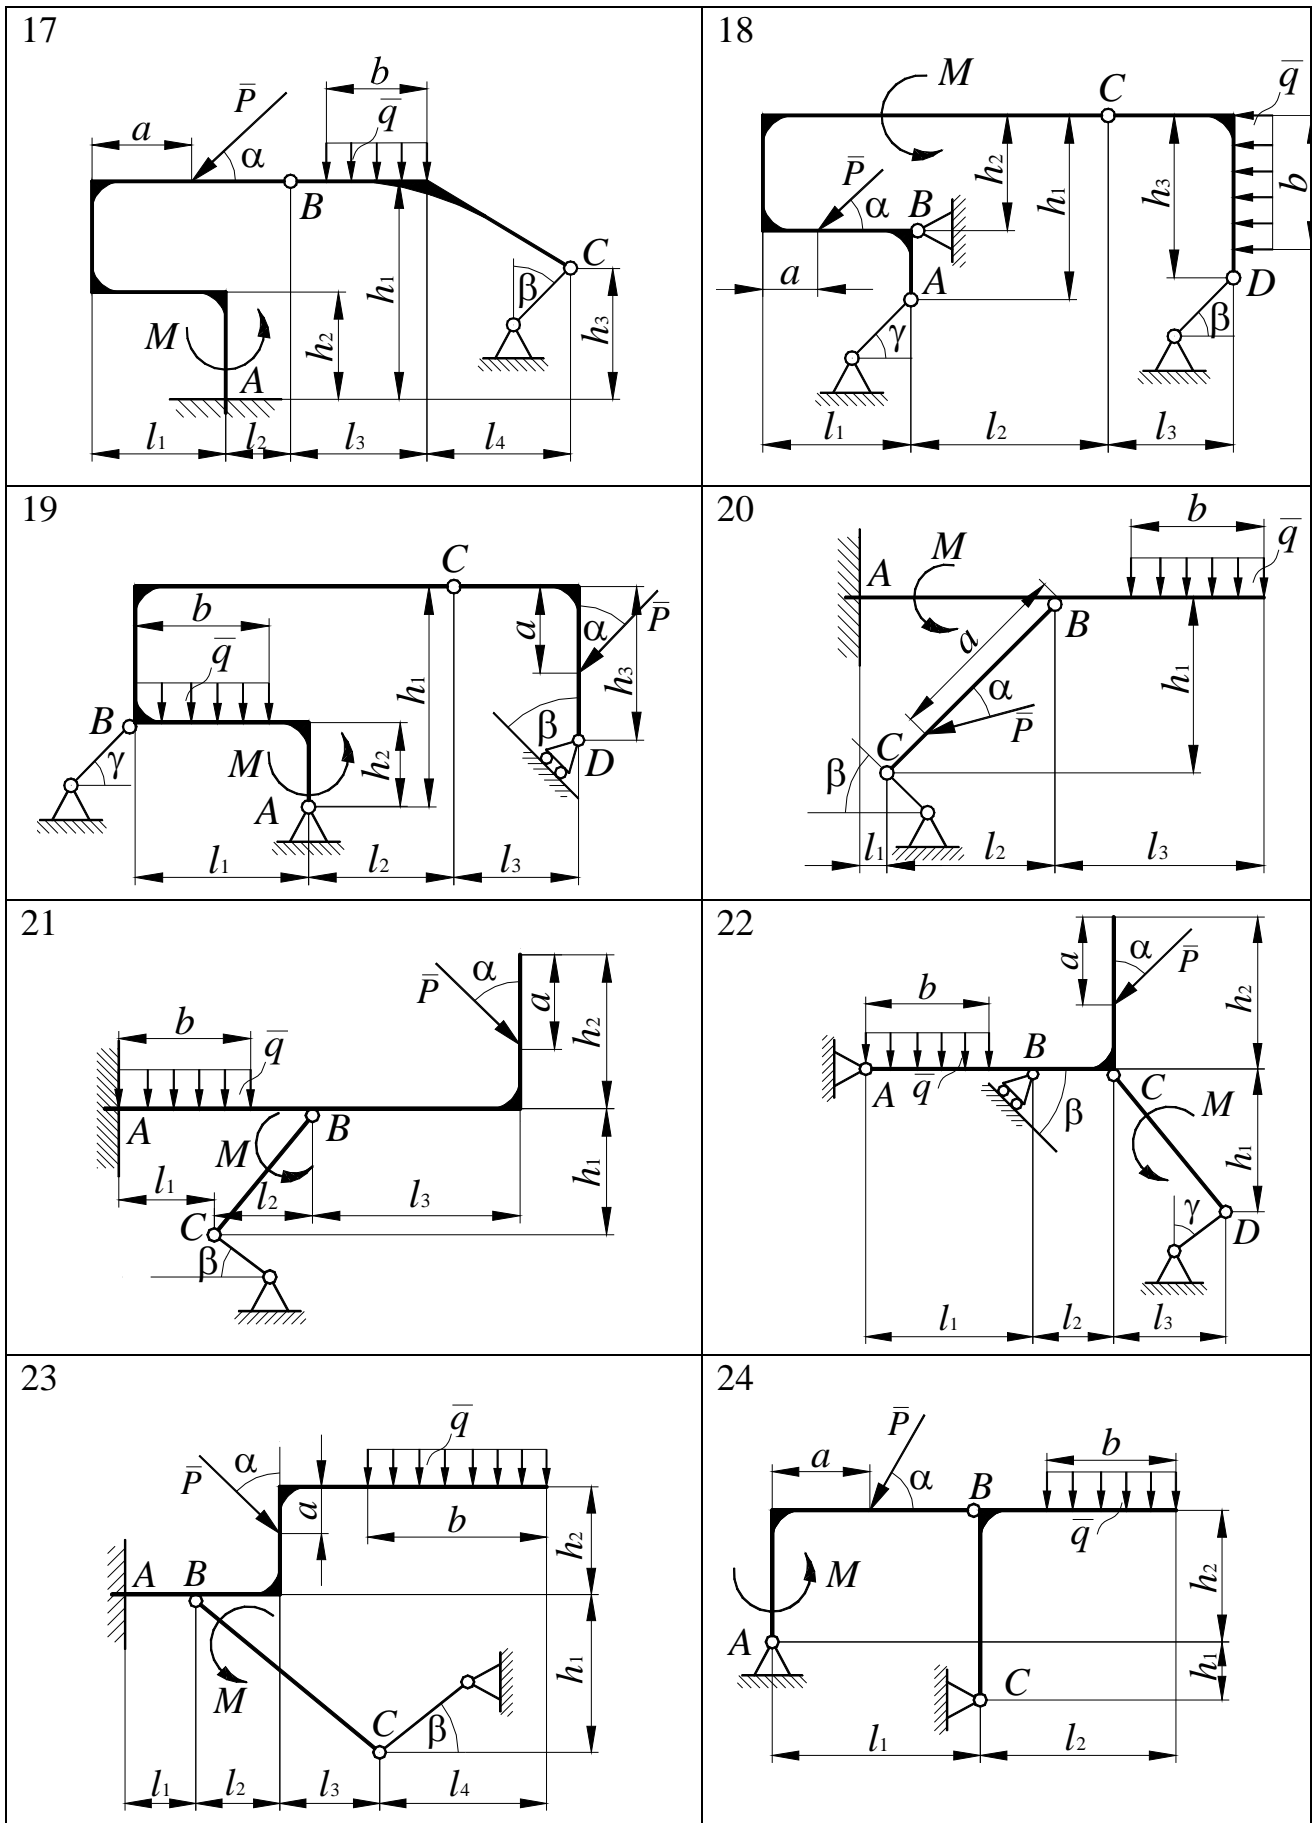 17
b
P̅
q̅
a
α
B
C
β
h1
h2
h3
M
A
l1
l2
l3
l4
18
M
C
q̅
P̅
h2
h1
h3
b
α
B
a
A
D
γ
β
l1
l2
l3
19
C
b
a
α
P̅
q̅
h1
h3
B
β
γ
M
h2
D
A
l1
l2
l3
20
b
q̅
A
M
B
a
h1
α
P̅
C
β
l1
l2
l3
21
α
P̅
a
h2
b
q̅
A
B
M
h1
l1
l2
l3
C
β
22
a
α
P̅
h2
b
B
A
q̅
C
M
β
h1
γ
D
l1
l2
l3
23
q̅
α
P̅
a
b
h2
A
B
M
h1
C
β
l1
l2
l3
l4
24
P̅
a
α
b
B
q̅
M
h2
A
h1
C
l1
l2